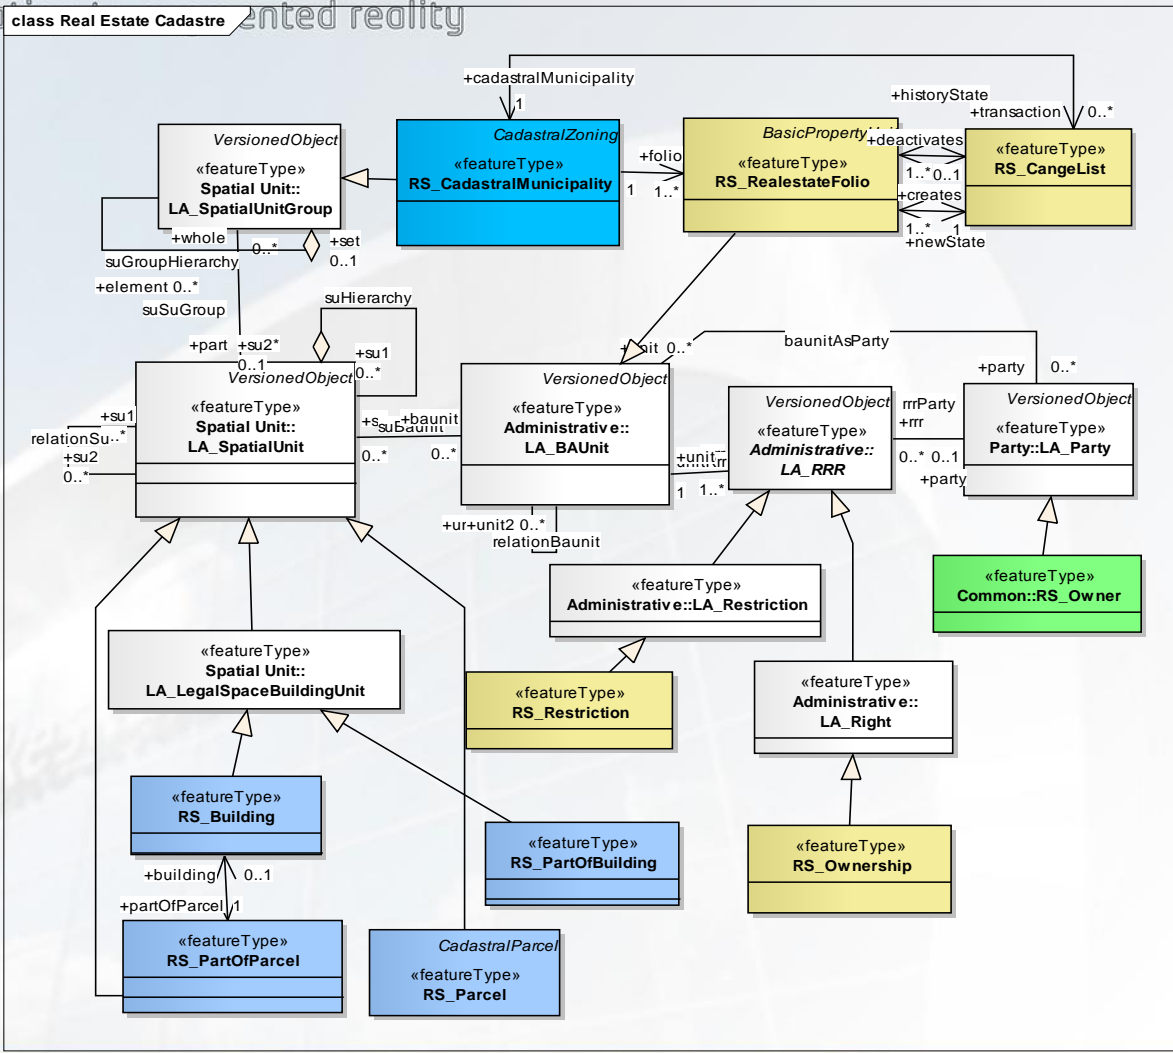 ented reality
class Real Estate Cadastre
+cadastralMunicipality
1
+historyState
+transaction
0..*
VersionedObject
«featureType»
Spatial Unit::
LA_SpatialUnitGroup
CadastralZoning
«featureType»
RS_CadastralMunicipality
+folio
1
1..*
BasicProperty
«featureType»
RS_RealestateFolio
+deactivates
1..*
0..1
+creates
1..*
1
+newState
«featureType»
RS_CangeList
+whole
0..*
+set
0..1
suGroupHierarchy
+element 0..*
suSuGroup
suHierarchy
+part
+su2*
0..1
+su1
0..*
VersionedObject
«featureType»
Spatial Unit::
LA_SpatialUnit
+su1
relationSu
..*
+su2
0..*
+baunit
0..*
0..*
0..*
baunitAsParty
+party
0..*
VersionedObject
«featureType»
Administrative::
LA_BAUnit
+unit
1
1..*
+unit2 0..*
relationBaunit
VersionedObject
«featureType»
Administrative::
LA_RRR
rrrParty
+rrr
0..*
0..1
+party
VersionedObject
«featureType»
Party::LA_Party
«featureType»
Administrative::LA_Restriction
«featureType»
Common::RS_Owner
«featureType»
Spatial Unit::
LA_LegalSpaceBuildingUnit
«featureType»
RS_Restriction
«featureType»
Administrative::
LA_Right
«featureType»
RS_Building
«featureType»
RS_PartOfBuilding
«featureType»
RS_Ownership
+building
0..1
+partOfParcel
1
«featureType»
RS_PartOfParcel
CadastralParcel
«featureType»
RS_Parcel